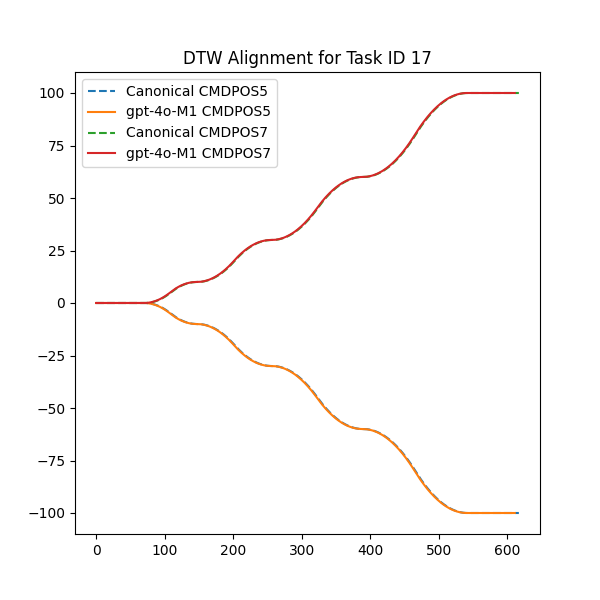 DTW Alignment for Task ID 17
Canonical CMDPOS5
gpt-4o-M1 CMDPOS5
Canonical CMDPOS7
gpt-4o-M1 CMDPOS7
100
75
50
25
0
−25
−50
−75
−100
0 100 200 300 400 500 600